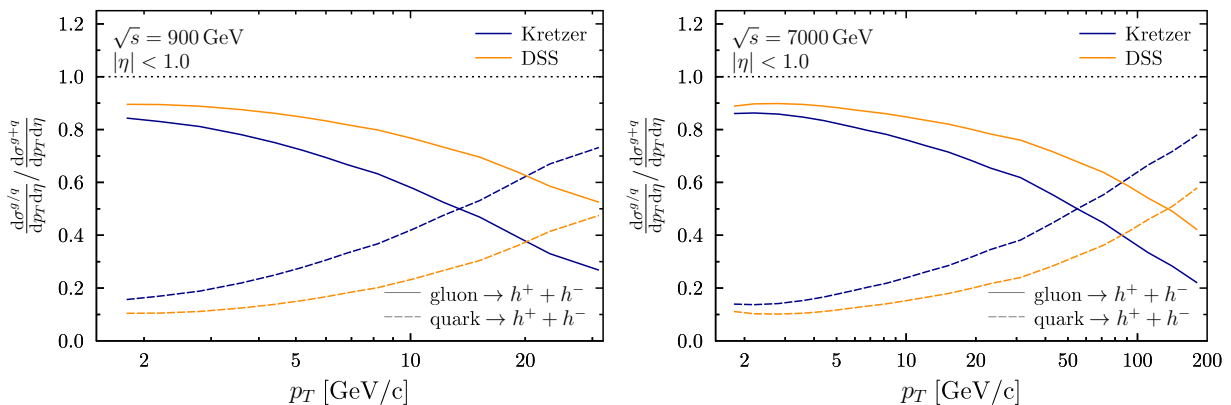 √s = 900 GeV
|η| < 1.0
Kretzer
DSS
1.2
1.0
0.8
0.6
0.4
0.2
0.0
dσ^{g/q}/dp_T dη / dσ^{g+q}/dp_T dη
gluon → h⁺ + h⁻
quark → h⁺ + h⁻
2 5 10 20
p_T [GeV/c]
√s = 7000 GeV
|η| < 1.0
Kretzer
DSS
1.2
1.0
0.8
0.6
0.4
0.2
0.0
dσ^{g/q}/dp_T dη / dσ^{g+q}/dp_T dη
gluon → h⁺ + h⁻
quark → h⁺ + h⁻
2 5 10 20 50 100 200
p_T [GeV/c]